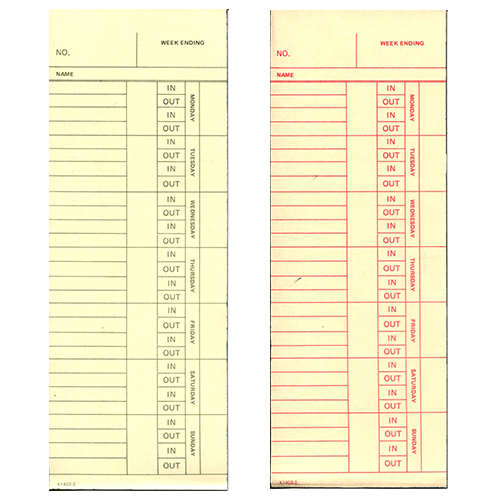 WEEK ENDING
NO.
NAME
IN
OUT
IN
OUT
MONDAY
IN
OUT
IN
OUT
TUESDAY
IN
OUT
IN
OUT
WEDNESDAY
IN
OUT
IN
OUT
THURSDAY
IN
OUT
IN
OUT
FRIDAY
IN
OUT
IN
OUT
SATURDAY
IN
OUT
IN
OUT
SUNDAY
K1402-2
WEEK ENDING
NO.
NAME
IN
OUT
IN
OUT
MONDAY
IN
OUT
IN
OUT
TUESDAY
IN
OUT
IN
OUT
WEDNESDAY
IN
OUT
IN
OUT
THURSDAY
IN
OUT
IN
OUT
FRIDAY
IN
OUT
IN
OUT
SATURDAY
IN
OUT
IN
OUT
SUNDAY
K1402-2